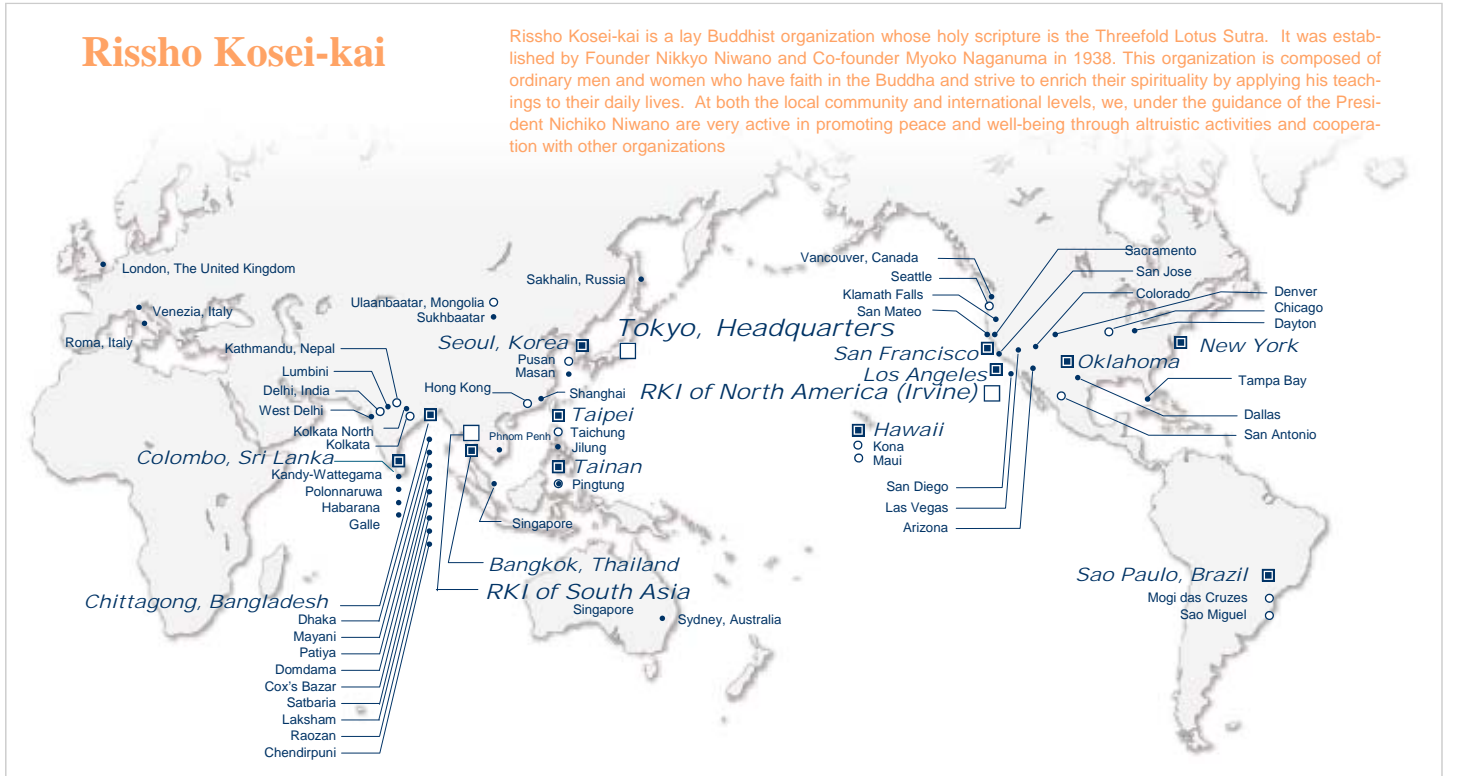 Rissho Kosei-kai
Rissho Kosei-kai is a lay Buddhist organization whose holy scripture is the Threefold Lotus Sutra. It was estab-
lished by Founder Nikkyo Niwano and Co-founder Myoko Naganuma in 1938. This organization is composed of
ordinary men and women who have faith in the Buddha and strive to enrich their spirituality by applying his teach-
ings to their daily lives. At both the local community and international levels, we, under the guidance of the Presi-
dent Nichiko Niwano are very active in promoting peace and well-being through altruistic activities and coopera-
tion with other organizations
London, The United Kingdom
Venezia, Italy
Roma, Italy
Ulaanbaatar, Mongolia
Sukhbaatar
Sakhalin, Russia
Tokyo, Headquarters
Seoul, Korea
Pusan
Masan
Kathmandu, Nepal
Lumbini
Delhi, India
West Delhi
Kolkata North
Kolkata
Hong Kong
Shanghai
Colombo, Sri Lanka
Kandy-Wattegama
Polonnaruwa
Habarana
Galle
Phnom Penh
Taipei
Taichung
Jilung
Tainan
Pingtung
Singapore
Bangkok, Thailand
RKI of South Asia
Singapore
Sydney, Australia
Chittagong, Bangladesh
Dhaka
Mayani
Patiya
Domdama
Cox's Bazar
Satbaria
Laksham
Raozan
Chendirpuni
Vancouver, Canada
Seattle
Klamath Falls
San Mateo
San Francisco
Los Angeles
RKI of North America (Irvine)
Hawaii
Kona
Maui
San Diego
Las Vegas
Arizona
Sacramento
San Jose
Colorado
Denver
Chicago
Dayton
New York
Oklahoma
Tampa Bay
Dallas
San Antonio
Sao Paulo, Brazil
Mogi das Cruzes
Sao Miguel